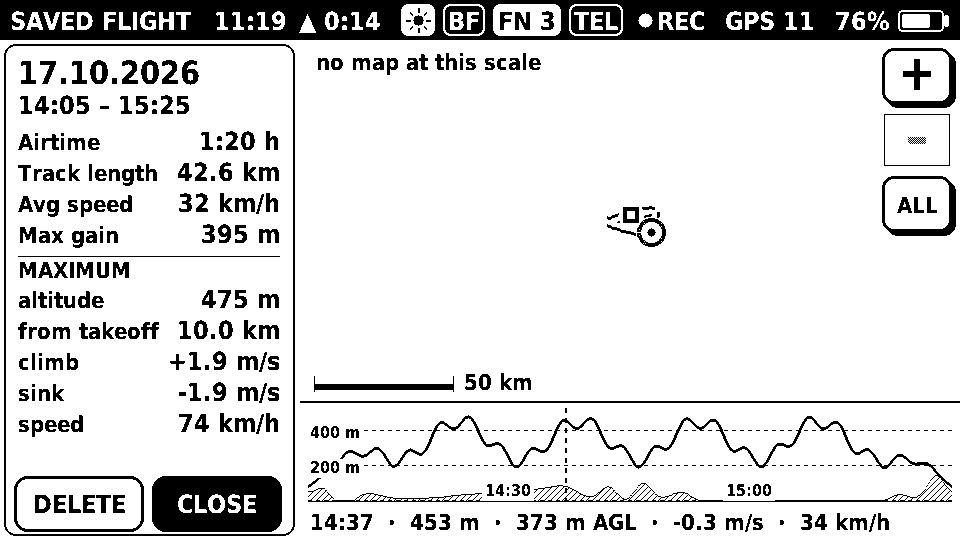 SAVED FLIGHT 11:19 ▲ 0:14 BF FN 3 TEL ●REC GPS 11 76%
17.10.2026
14:05 – 15:25
Airtime 1:20 h
Track length 42.6 km
Avg speed 32 km/h
Max gain 395 m
MAXIMUM
altitude 475 m
from takeoff 10.0 km
climb +1.9 m/s
sink -1.9 m/s
speed 74 km/h
DELETE CLOSE
no map at this scale
+
-
ALL
50 km
400 m
200 m
14:30 15:00
14:37 · 453 m · 373 m AGL · -0.3 m/s · 34 km/h